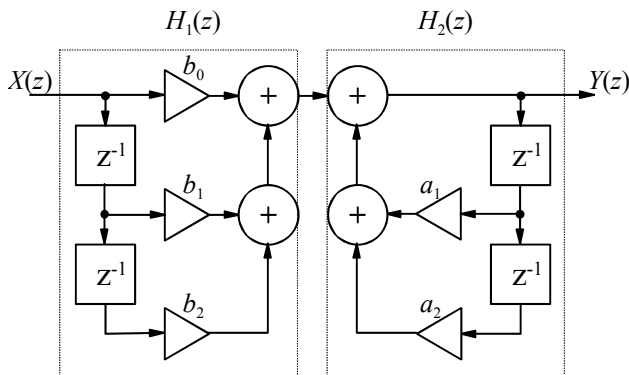 H₁(z) H₂(z)
X(z) b₀ + + Y(z)
z⁻¹ z⁻¹
b₁ + + a₁
z⁻¹ z⁻¹
b₂ a₂